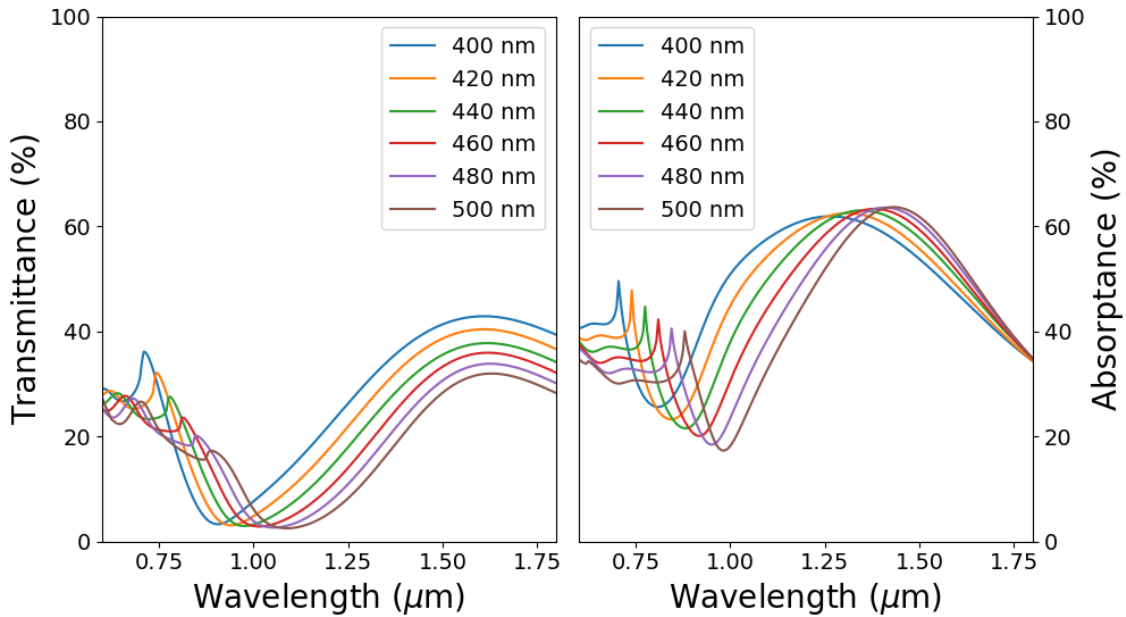 Transmittance (%)
100
80
60
40
20
0
400 nm
420 nm
440 nm
460 nm
480 nm
500 nm
0.75 1.00 1.25 1.50 1.75
Wavelength (μm)
400 nm
420 nm
440 nm
460 nm
480 nm
500 nm
0.75 1.00 1.25 1.50 1.75
Wavelength (μm)
100
80
60
40
20
0
Absorptance (%)